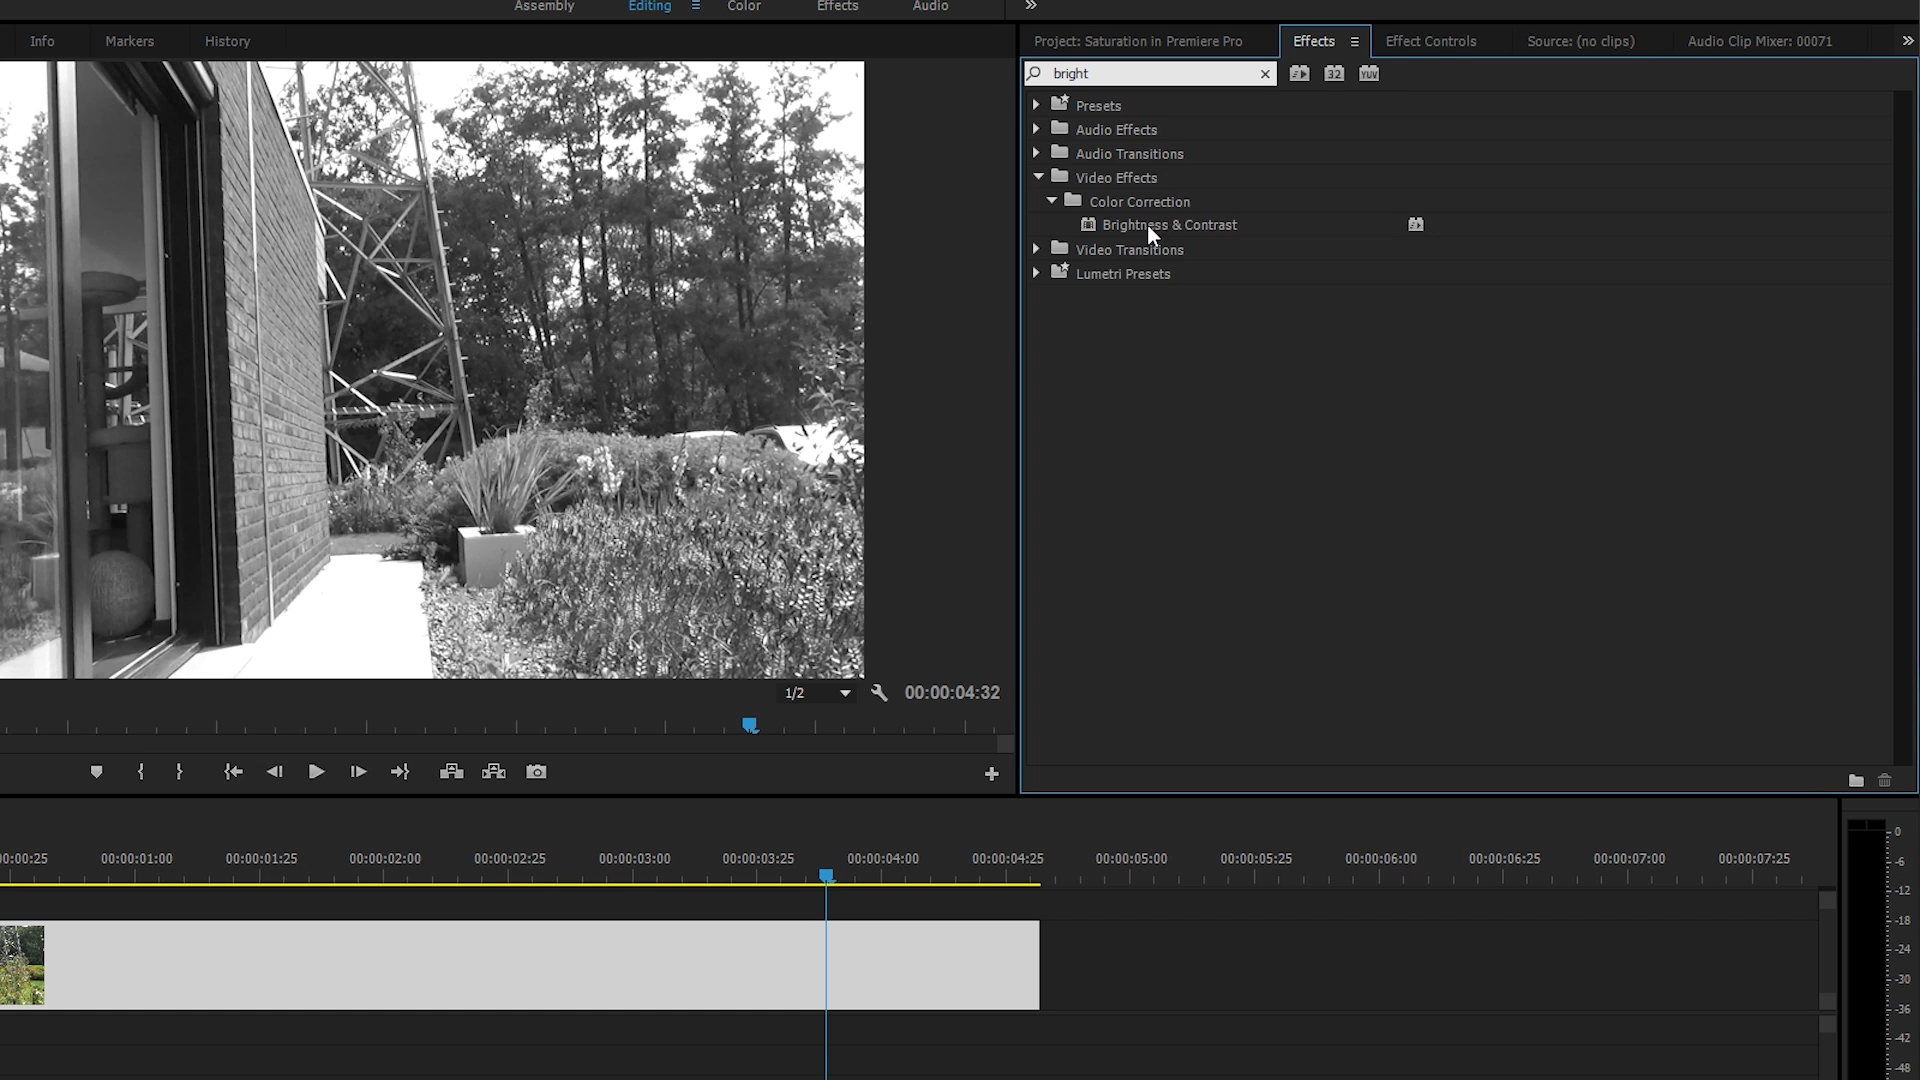 Assembly Editing Color Effects Audio
Info Markers History
Project: Saturation in Premiere Pro Effects Effect Controls Source: (no clips) Audio Clip Mixer: 00071
bright 32 YUV
Presets
Audio Effects
Audio Transitions
Video Effects
Color Correction
Brightness & Contrast
Video Transitions
Lumetri Presets
1/2 00:00:04:32
0:00:25 00:00:01:00 00:00:01:25 00:00:02:00 00:00:02:25 00:00:03:00 00:00:03:25 00:00:04:00 00:00:04:25 00:00:05:00 00:00:05:25 00:00:06:00 00:00:06:25 00:00:07:00 00:00:07:25
0
-6
-12
-18
-24
-30
-36
-42
-48